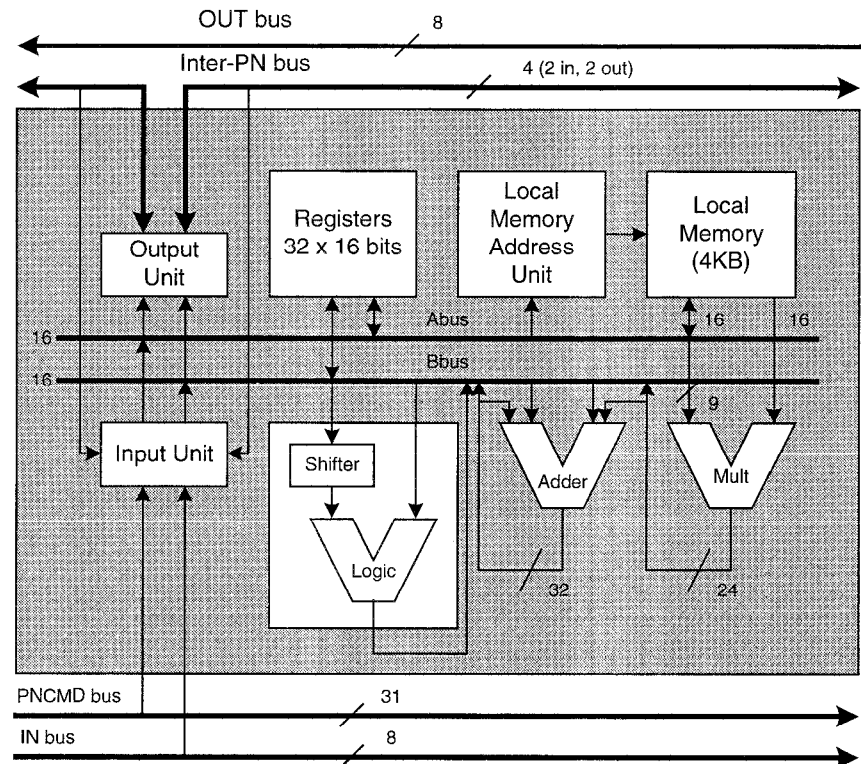 OUT bus
8
Inter-PN bus
4 (2 in, 2 out)
Output
Unit
Registers
32 x 16 bits
Local
Memory
Address
Unit
Local
Memory
(4KB)
16
Abus
16
16
16
Bbus
9
Input Unit
Shifter
Logic
Adder
Mult
32
24
PNCMD bus
31
IN bus
8